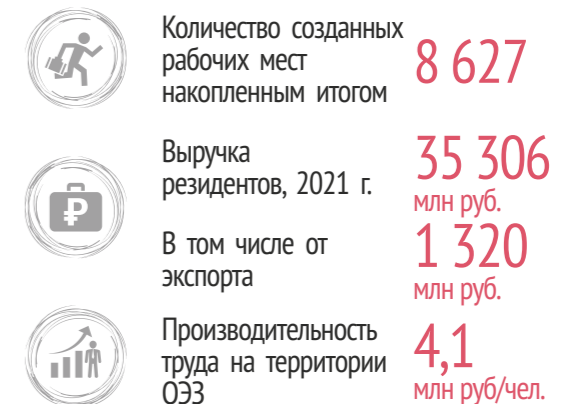 Количество созданных
рабочих мест
накопленным итогом
8 627
Выручка
резидентов, 2021 г.
35 306
млн руб.
В том числе от
экспорта
1 320
млн руб.
Производительность
труда на территории
ОЭЗ
4,1
млн руб/чел.